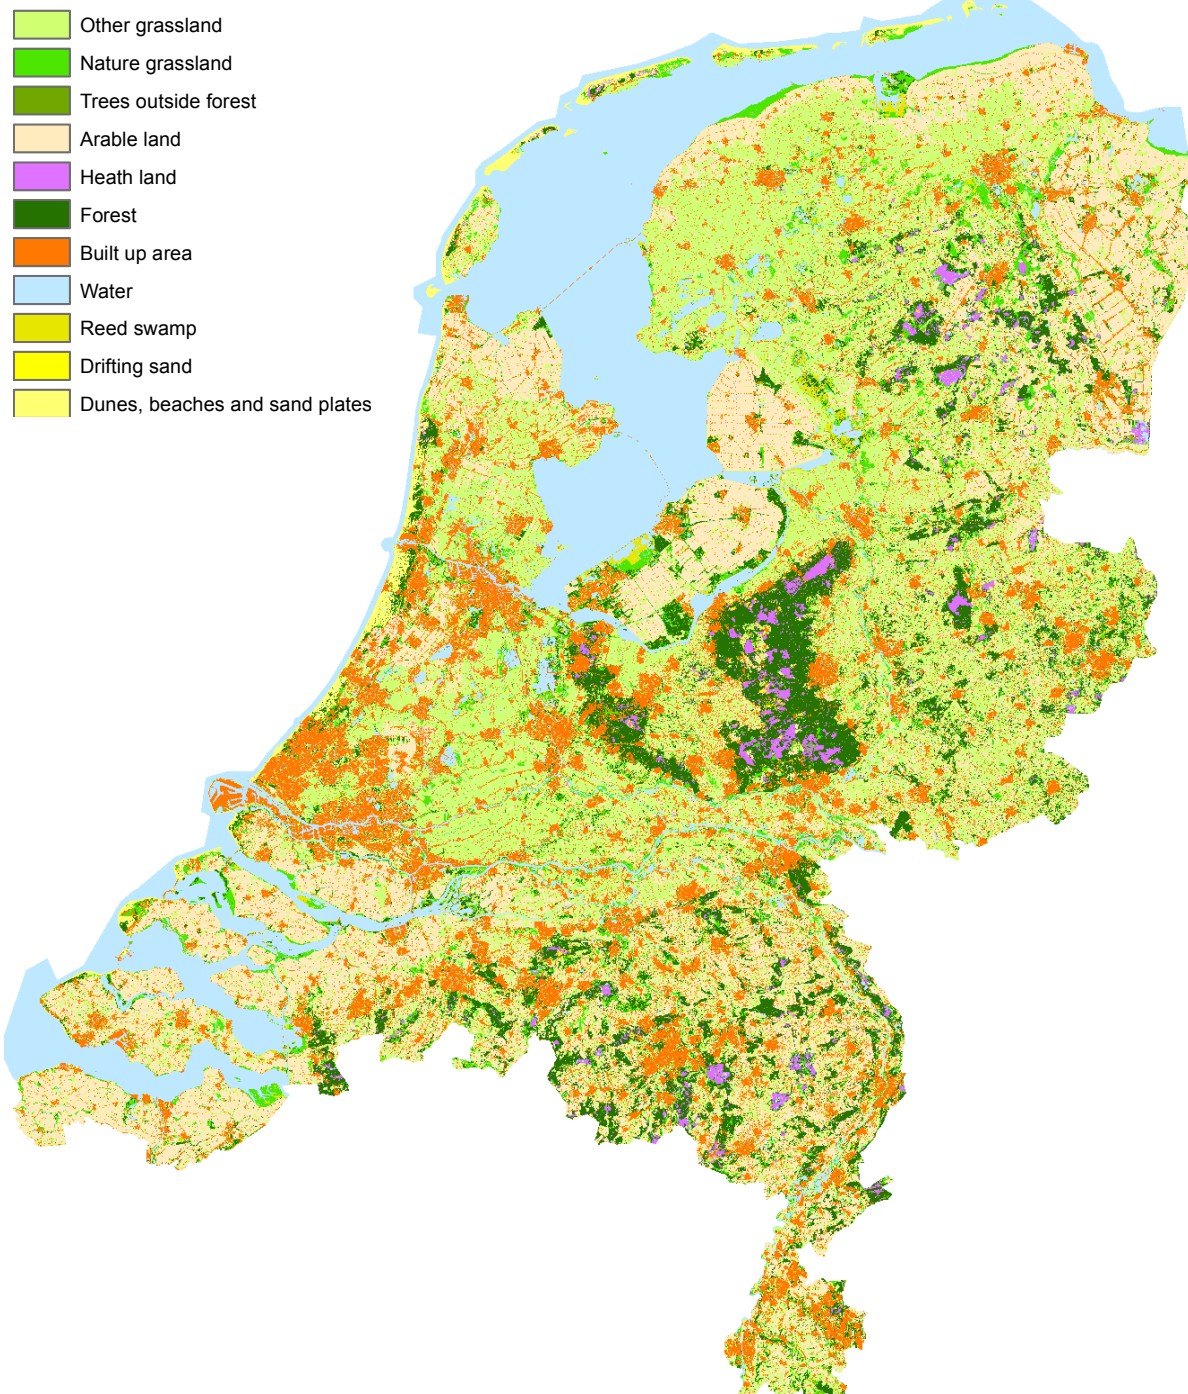 Other grassland
Nature grassland
Trees outside forest
Arable land
Heath land
Forest
Built up area
Water
Reed swamp
Drifting sand
Dunes, beaches and sand plates